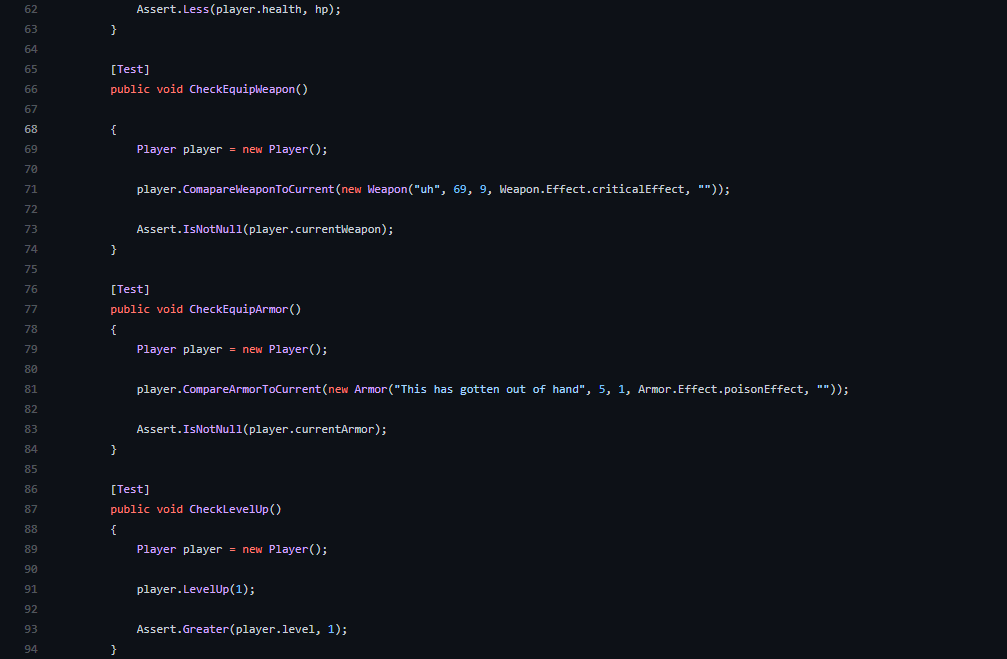 62 Assert.Less(player.health, hp);
63 }
64
65 [Test]
66 public void CheckEquipWeapon()
67
68 {
69 Player player = new Player();
70
71 player.ComapareWeaponToCurrent(new Weapon("uh", 69, 9, Weapon.Effect.criticalEffect, ""));
72
73 Assert.IsNotNull(player.currentWeapon);
74 }
75
76 [Test]
77 public void CheckEquipArmor()
78 {
79 Player player = new Player();
80
81 player.CompareArmorToCurrent(new Armor("This has gotten out of hand", 5, 1, Armor.Effect.poisonEffect, ""));
82
83 Assert.IsNotNull(player.currentArmor);
84 }
85
86 [Test]
87 public void CheckLevelUp()
88 {
89 Player player = new Player();
90
91 player.LevelUp(1);
92
93 Assert.Greater(player.level, 1);
94 }